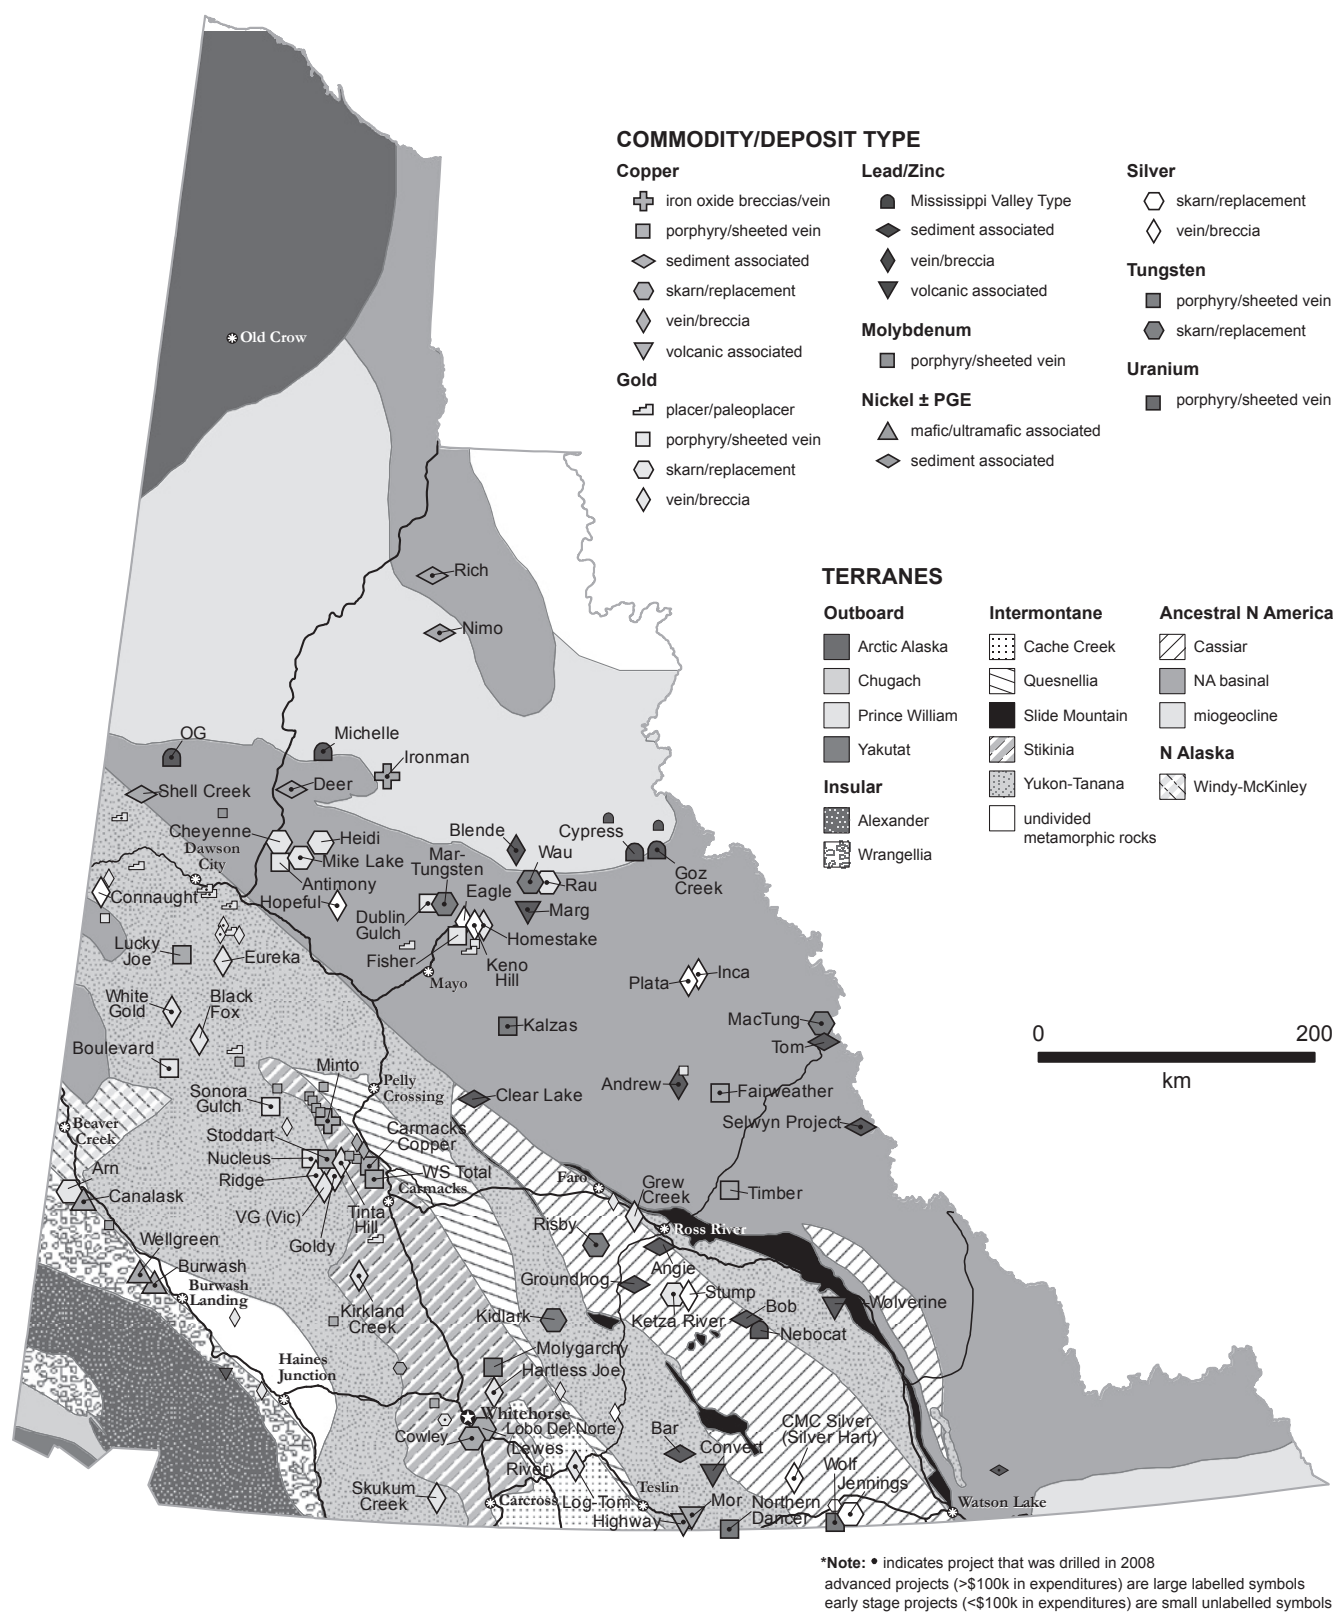 COMMODITY/DEPOSIT TYPE
Copper
iron oxide breccias/vein
porphyry/sheeted vein
sediment associated
skarn/replacement
vein/breccia
volcanic associated
Gold
placer/paleoplacer
porphyry/sheeted vein
skarn/replacement
vein/breccia
Lead/Zinc
Mississippi Valley Type
sediment associated
vein/breccia
volcanic associated
Molybdenum
porphyry/sheeted vein
Nickel ± PGE
mafic/ultramafic associated
sediment associated
Silver
skarn/replacement
vein/breccia
Tungsten
porphyry/sheeted vein
skarn/replacement
Uranium
porphyry/sheeted vein
TERRANES
Outboard
Arctic Alaska
Chugach
Prince William
Yakutat
Insular
Alexander
Wrangellia
Intermontane
Cache Creek
Quesnellia
Slide Mountain
Stikinia
Yukon-Tanana
undivided
metamorphic rocks
Ancestral N America
Cassiar
NA basinal
miogeocline
N Alaska
Windy-McKinley
Old Crow
Rich
Nimo
OG
Michelle
Ironman
Shell Creek
Deer
Cheyenne
Heidi
Dawson
City
Mike Lake
Antimony
Connaught
Hopeful
Blende
Cypress
Mar-
Tungsten
Wau
Goz
Creek
Eagle
Rau
Dublin
Gulch
Marg
Homestake
Fisher
Keno
Hill
Mayo
Lucky
Joe
Eureka
Plata
Inca
White
Gold
Black
Fox
Kalzas
MacTung
Tom
Boulevard
Minto
Pelly
Crossing
Clear Lake
Andrew
Fairweather
Sonora
Gulch
Selwyn Project
Beaver
Creek
Stoddart
Carmacks
Copper
Nucleus
Arn
Ridge
WS Total
Carmacks
Canalask
Faro
Grew
Creek
Timber
VG (Vic)
Tinta
Hill
Risby
Ross River
Goldy
Wellgreen
Angie
Burwash
Burwash
Landing
Groundhog
Stump
Kirkland
Creek
Kidlark
Ketza River
Bob
Nebocat
Wolverine
Haines
Junction
Molygarchy
Hartless Joe
Whitehorse
Cowley
Lobo Del Norte
(Lewes
River)
Bar
Convert
CMC Silver
(Silver Hart)
Wolf
Jennings
Skukum
Creek
Carcross
Log-Tom
Teslin
Highway
Mor
Northern
Dancer
Watson Lake
0 200
km
*Note: • indicates project that was drilled in 2008
advanced projects (>$100k in expenditures) are large labelled symbols
early stage projects (<$100k in expenditures) are small unlabelled symbols